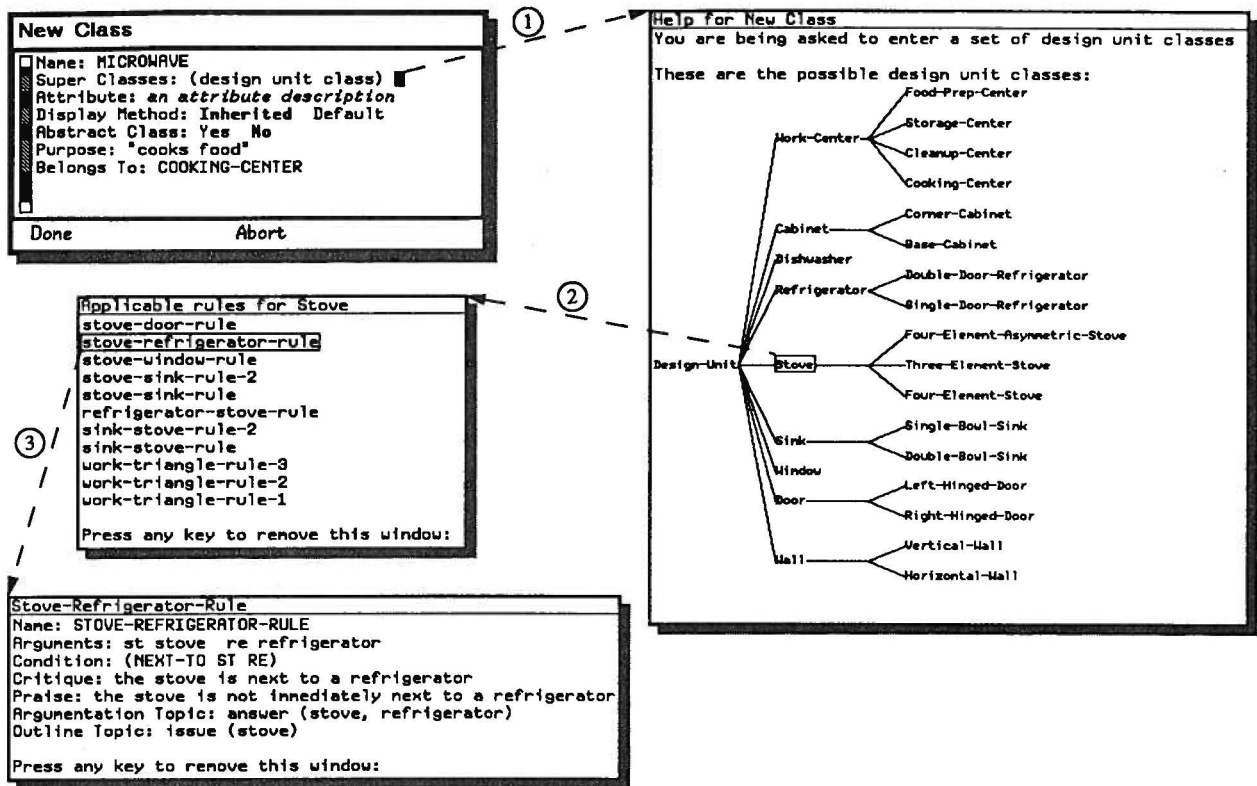 New Class
Name: MICROWAVE
Super Classes: (design unit class)
Attribute: an attribute description
Display Method: Inherited Default
Abstract Class: Yes No
Purpose: "cooks food"
Belongs To: COOKING-CENTER
Done Abort
1
Help for New Class
You are being asked to enter a set of design unit classes
These are the possible design unit classes:
Food-Prep-Center
Storage-Center
Work-Center
Cleanup-Center
Cooking-Center
Corner-Cabinet
Cabinet
Base-Cabinet
Dishwasher
Double-Door-Refrigerator
Refrigerator
Single-Door-Refrigerator
Four-Element-Asymmetric-Stove
Design-Unit
Stove
Three-Element-Stove
Four-Element-Stove
Single-Bowl-Sink
Sink
Double-Bowl-Sink
Window
Left-Hinged-Door
Door
Right-Hinged-Door
Vertical-Wall
Wall
Horizontal-Wall
2
Applicable rules for Stove
stove-door-rule
stove-refrigerator-rule
stove-window-rule
stove-sink-rule-2
stove-sink-rule
refrigerator-stove-rule
sink-stove-rule-2
sink-stove-rule
work-triangle-rule-3
work-triangle-rule-2
work-triangle-rule-1
Press any key to remove this window:
3
Stove-Refrigerator-Rule
Name: STOVE-REFRIGERATOR-RULE
Arguments: st stove re refrigerator
Condition: (NEXT-TO ST RE)
Critique: the stove is next to a refrigerator
Praise: the stove is not immediately next to a refrigerator
Argumentation Topic: answer (stove, refrigerator)
Outline Topic: issue (stove)
Press any key to remove this window: